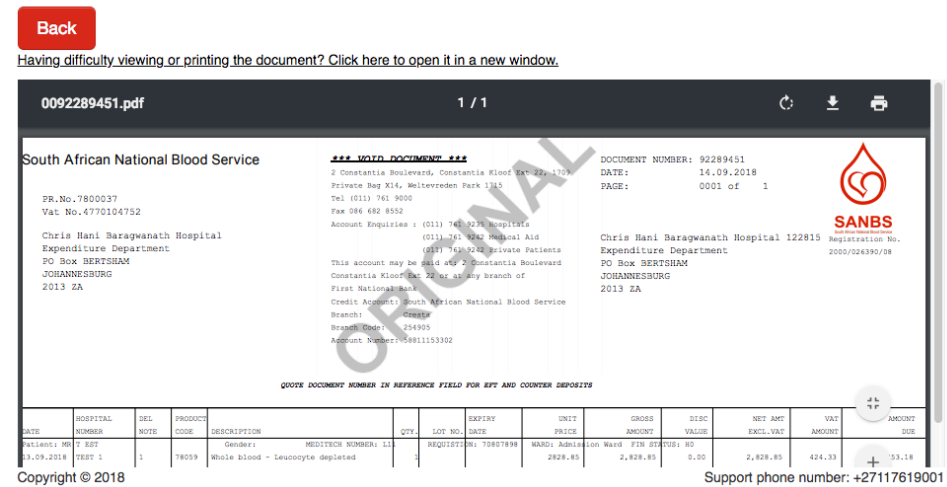 Back
Having difficulty viewing or printing the document? Click here to open it in a new window.
0092289451.pdf
1 / 1
South African National Blood Service
PR.No.7800037
Vat No.4770104752
Chris Hani Baragwanath Hospital
Expenditure Department
PO Box BERTSHAM
JOHANNESBURG
2013 ZA
*** VOID DOCUMENT ***
2 Constantia Boulevard, Constantia Kloof Ext 22, 1709
Private Bag X14, Weltevreden Park 1715
Tel (011) 761 9000
Fax 086 682 8552
Account Enquiries : (011) 761 9235 Hospitals
(011) 761 9262 Medical Aid
(011) 761 9242 Private Patients
This account may be paid at: 2 Constantia Boulevard
Constantia Kloof Ext 22 or at any branch of
First National Bank
Credit Account: South African National Blood Service
Branch: Cresta
Branch Code: 254905
Account Number: 58811153302
ORIGINAL
DOCUMENT NUMBER: 92289451
DATE: 14.09.2018
PAGE: 0001 of 1
Chris Hani Baragwanath Hospital 122815
Expenditure Department
PO Box BERTSHAM
JOHANNESBURG
2013 ZA
SANBS
South African National Blood Service
Registration No.
2000/026390/08
QUOTE DOCUMENT NUMBER IN REFERENCE FIELD FOR EFT AND COUNTER DEPOSITS
DATE HOSPITAL NUMBER DEL NOTE PRODUCT CODE DESCRIPTION QTY. LOT NO. EXPIRY DATE UNIT PRICE GROSS AMOUNT DISC VALUE NET AMT EXCL.VAT VAT AMOUNT AMOUNT DUE
Patient: MR T EST Gender: MEDITECH NUMBER: L11 REQUISTION: 70807898 WARD: Admission Ward FIN STATUS: H0
13.09.2018 TEST 1 1 78059 Whole blood - Leucocyte depleted 1 2828.85 2,828.85 0.00 2,828.85 424.33 53.18
Copyright © 2018
Support phone number: +27117619001